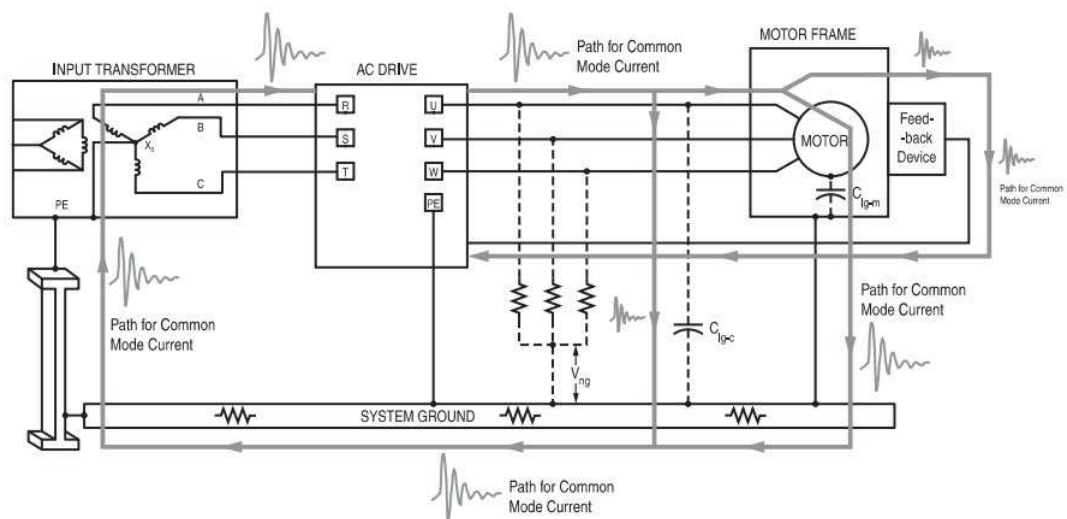 MOTOR FRAME
Path for Common
Mode Current
INPUT TRANSFORMER
AC DRIVE
A
R
U
B
S
V
X₀
C
T
W
PE
PE
MOTOR
Feed-
-back
Device
C lg-m
Path for Common
Mode Current
Path for Common
Mode Current
Path for Common
Mode Current
C lg-c
V ng
SYSTEM GROUND
Path for Common
Mode Current